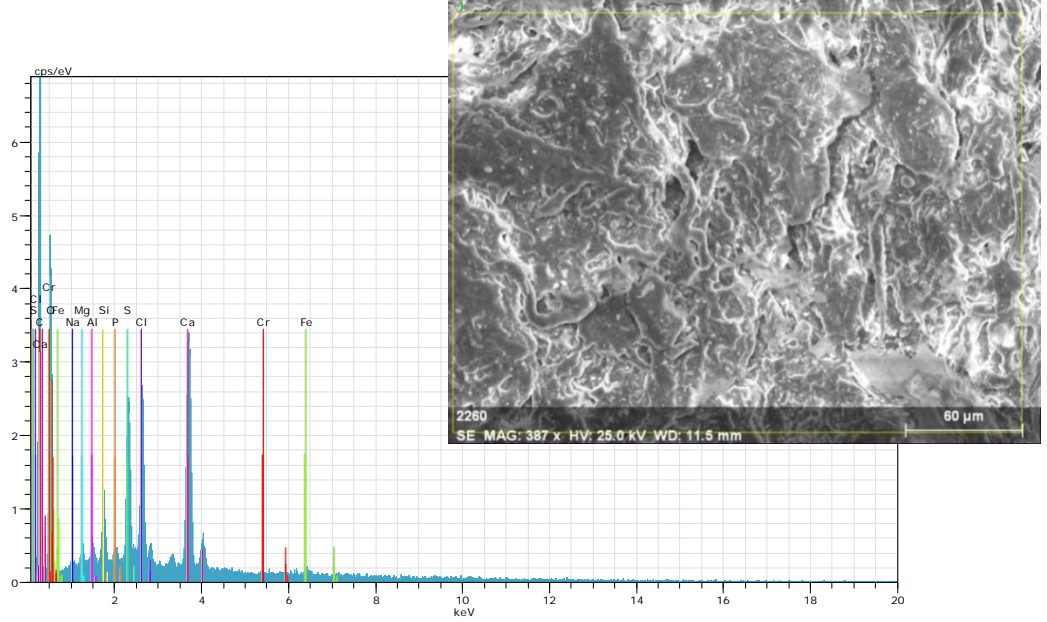 cps/eV
6
5
4
3
2
1
0
Cr
Cl
S O Fe Mg Si S
C Na Al P Cl Ca Cr Fe
Ca
2 4 6 8 10 12 14 16 18 20
keV
1
2260 60 µm
SE MAG: 387 x HV: 25.0 kV WD: 11.5 mm